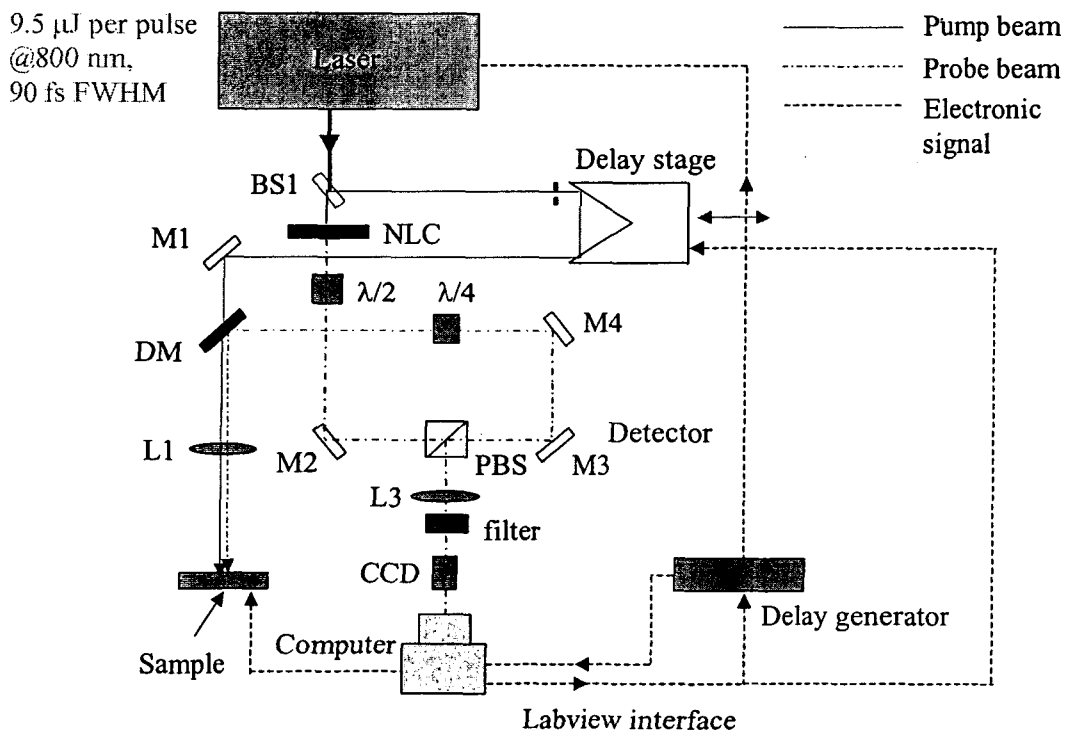 9.5 µJ per pulse
@800 nm,
90 fs FWHM
Laser
Pump beam
Probe beam
Electronic
signal
Delay stage
BS1
NLC
M1
λ/2
λ/4
M4
DM
L1
M2
PBS
M3
Detector
L3
filter
CCD
Delay generator
Computer
Sample
Labview interface